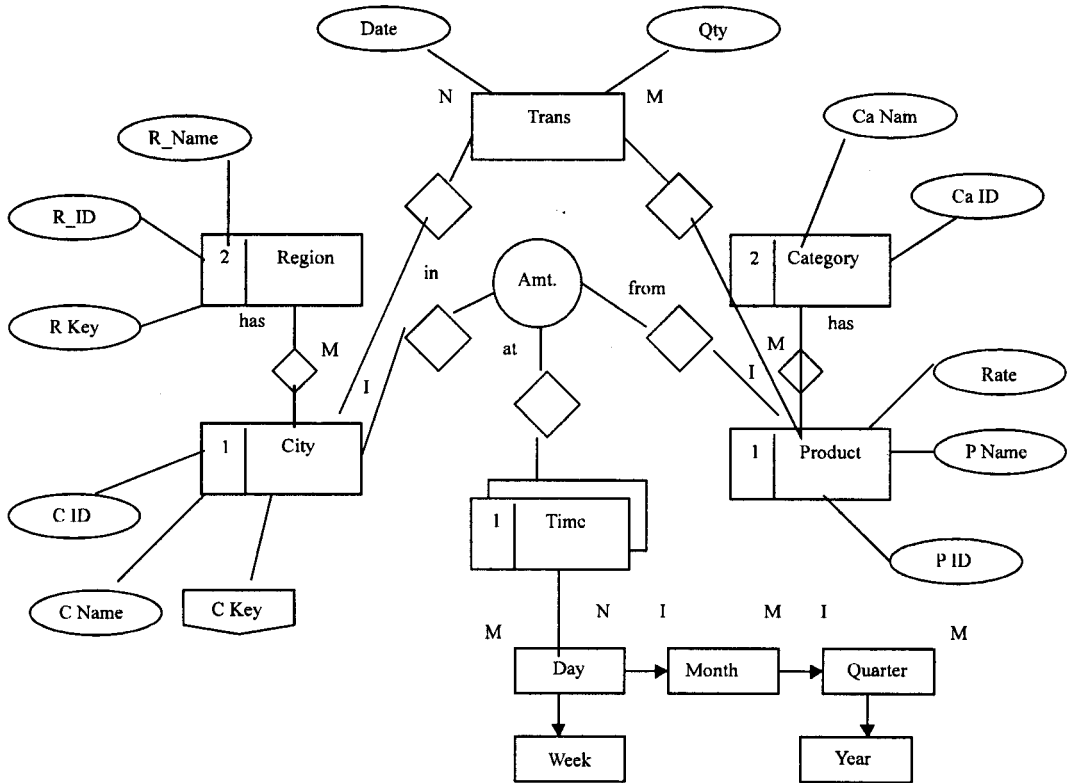 Date
Qty
N
M
Trans
R_Name
Ca Nam
R_ID
Ca ID
2 Region
2 Category
in
Amt.
from
R Key
has
has
at
M
M
I
I
Rate
1 City
1 Product
P Name
C ID
1 Time
P ID
C Name
C Key
M
N
I
M
I
M
Day
Month
Quarter
Week
Year